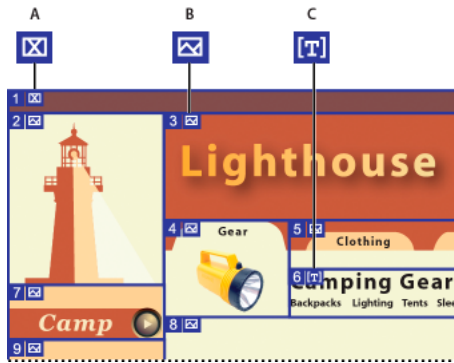 A B C
[T]
1
2 3
Lighthouse
4 5
Gear
Clothing
6 [T]
Camping Gear
Backpacks Lighting Tents
7
Camp
8
9